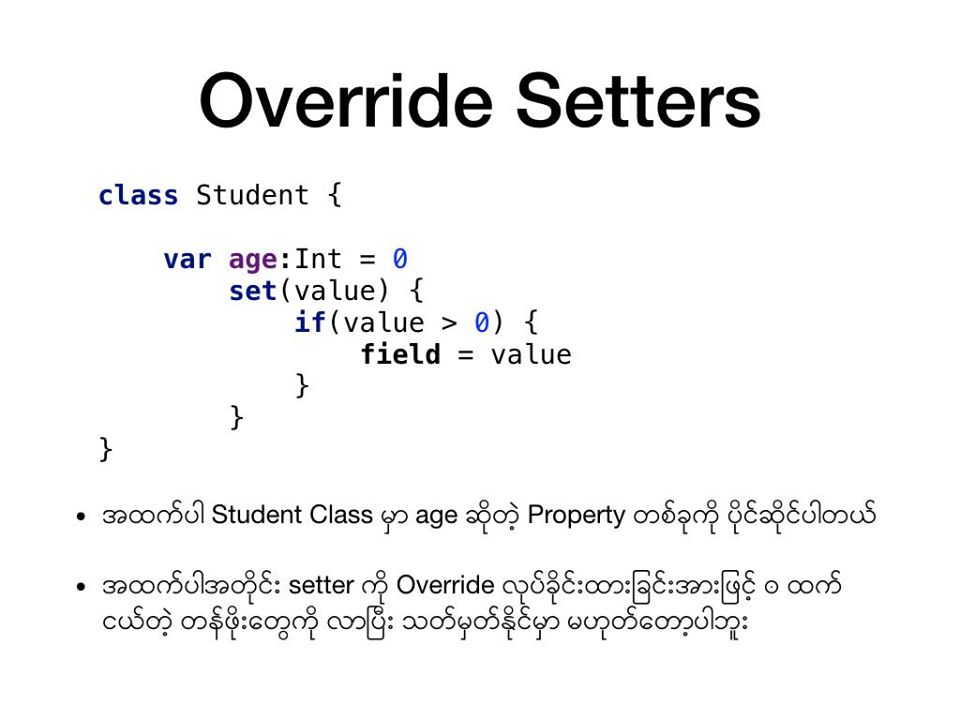 Override Setters
class Student {
var age:Int = 0
set(value) {
if(value > 0) {
field = value
}
}
}
• အထက်ပါ Student Class မှာ age ဆိုတဲ့ Property တစ်ခုကို ပိုင်ဆိုင်ပါတယ်
• အထက်ပါအတိုင်း setter ကို Override လုပ်ခိုင်းထားခြင်းအားဖြင့် ၀ ထက်
ငယ်တဲ့ တန်ဖိုးတွေကို လာပြီး သတ်မှတ်နိုင်မှာ မဟုတ်တော့ပါဘူး